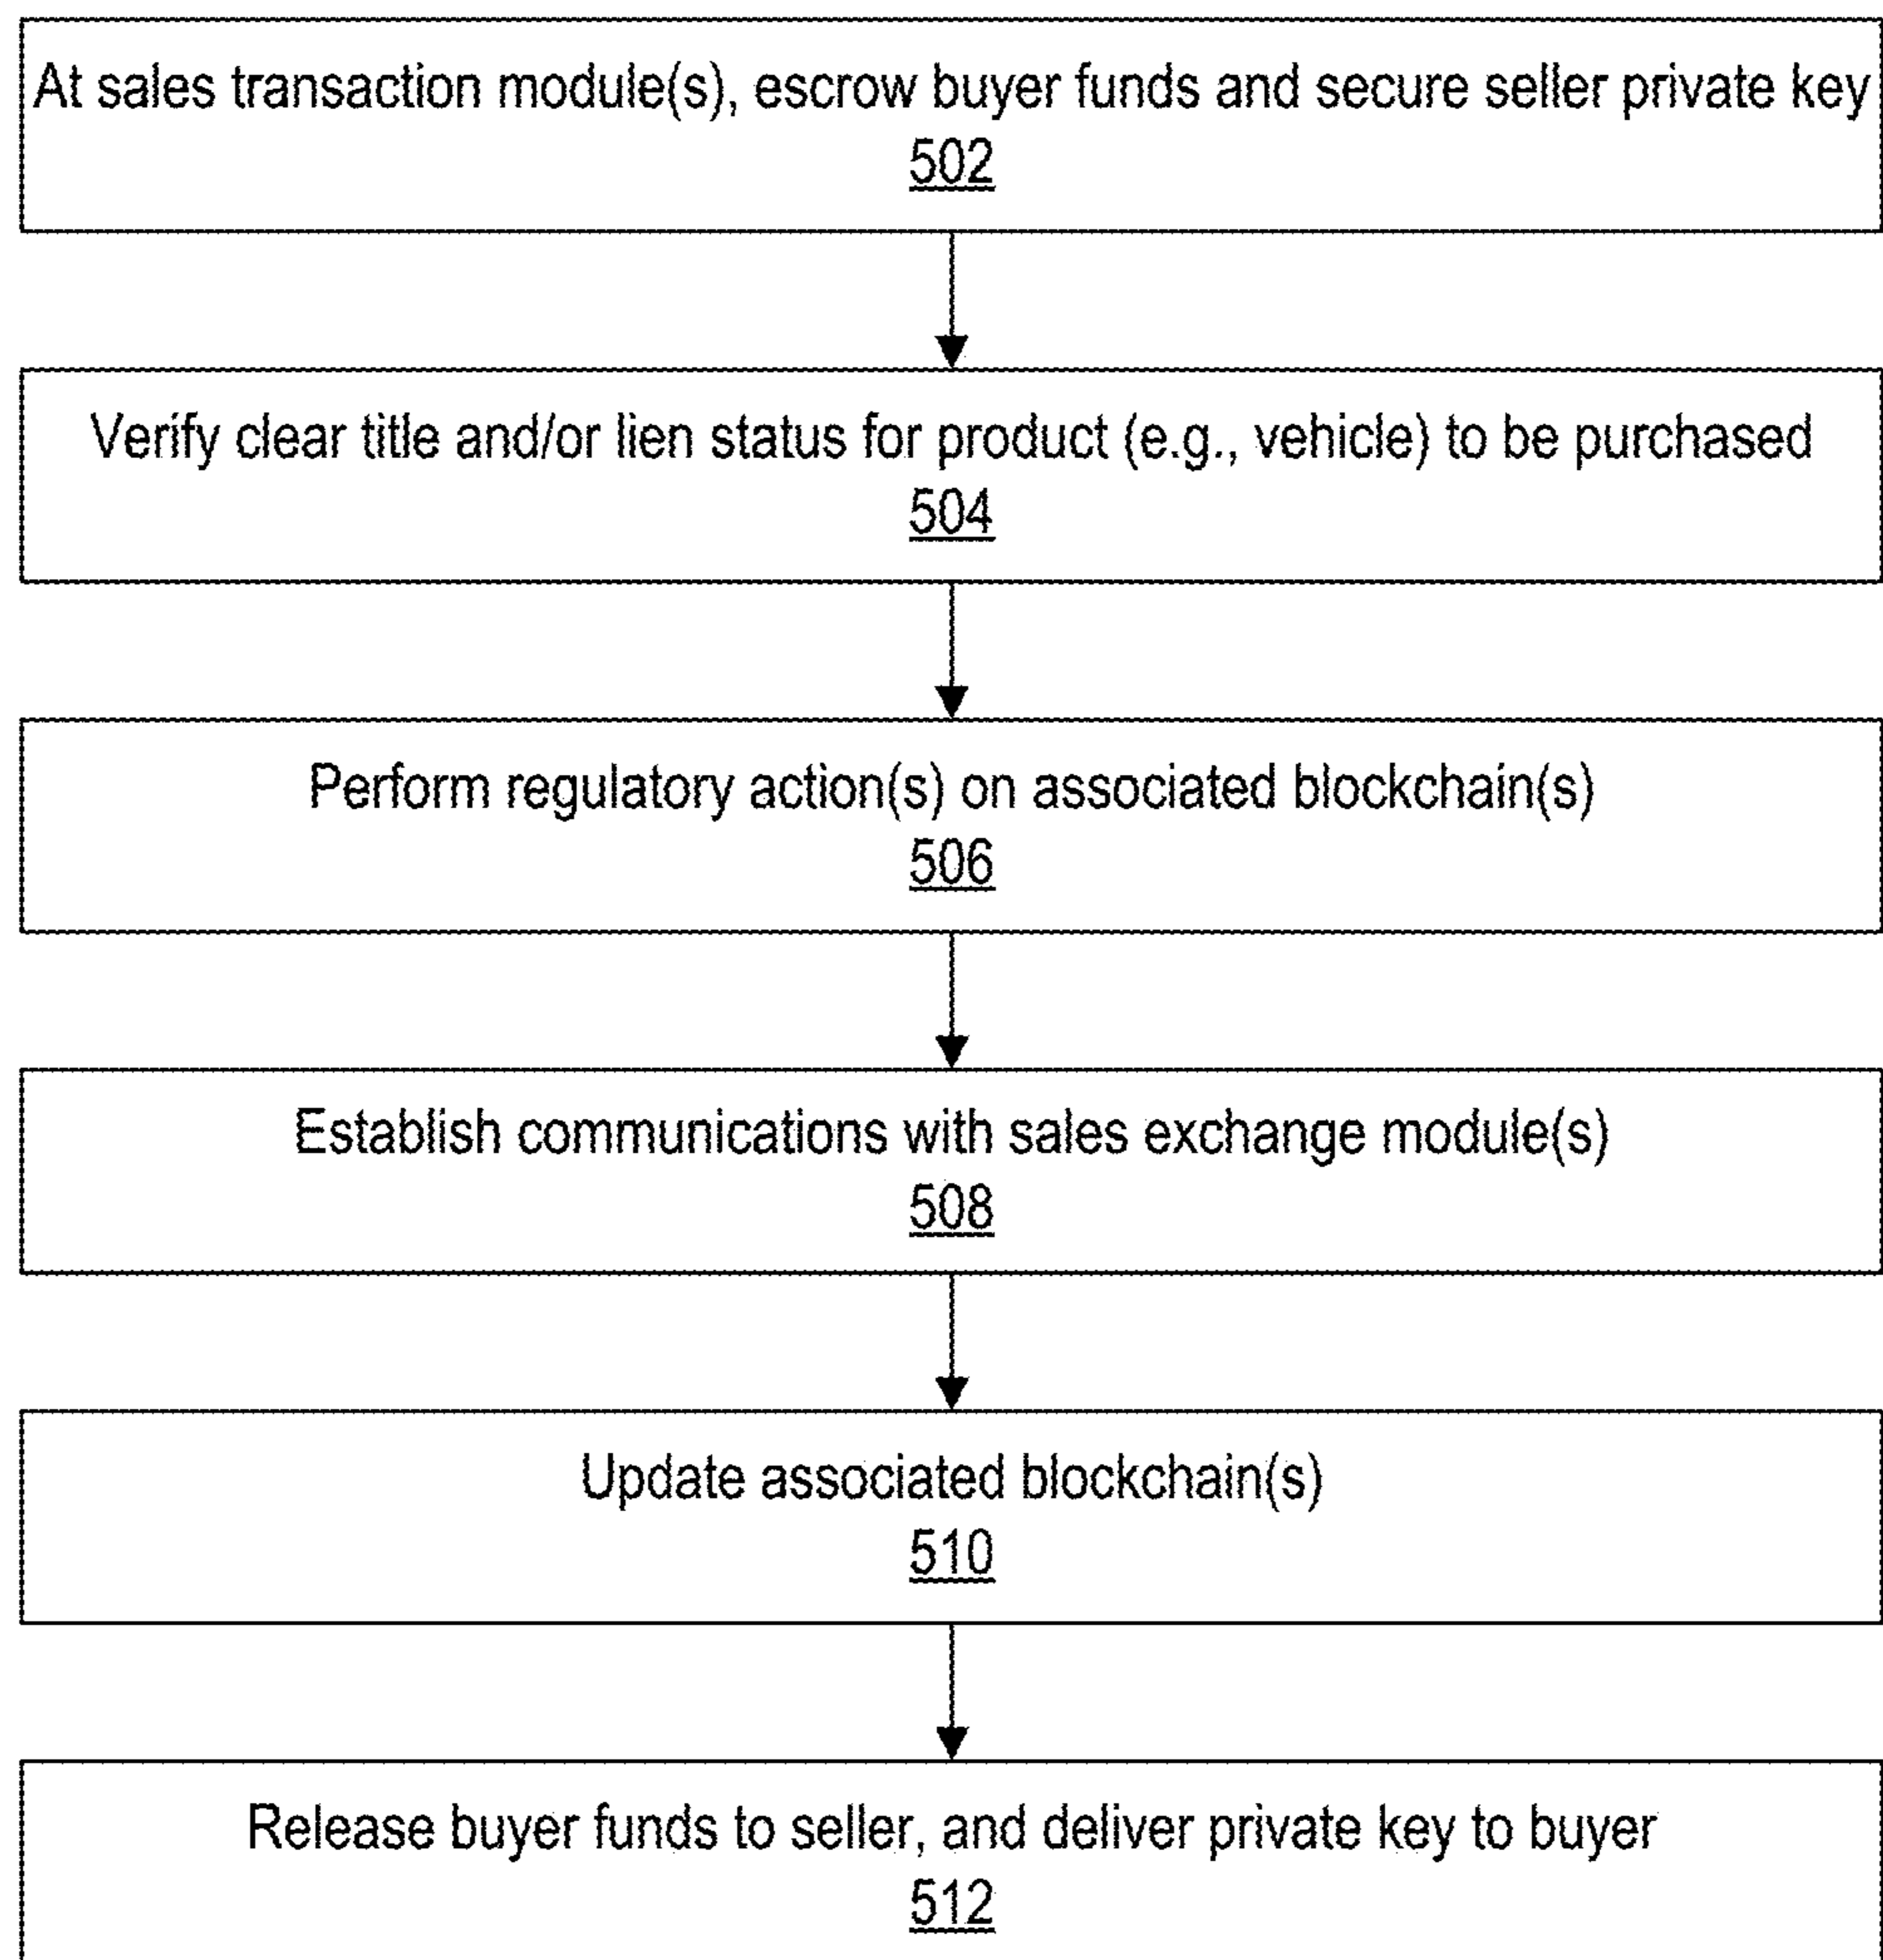 At sales transaction module(s), escrow buyer funds and secure seller private key
502
Verify clear title and/or lien status for product (e.g., vehicle) to be purchased
504
Perform regulatory action(s) on associated blockchain(s)
506
Establish communications with sales exchange module(s)
508
Update associated blockchain(s)
510
Release buyer funds to seller, and deliver private key to buyer
512